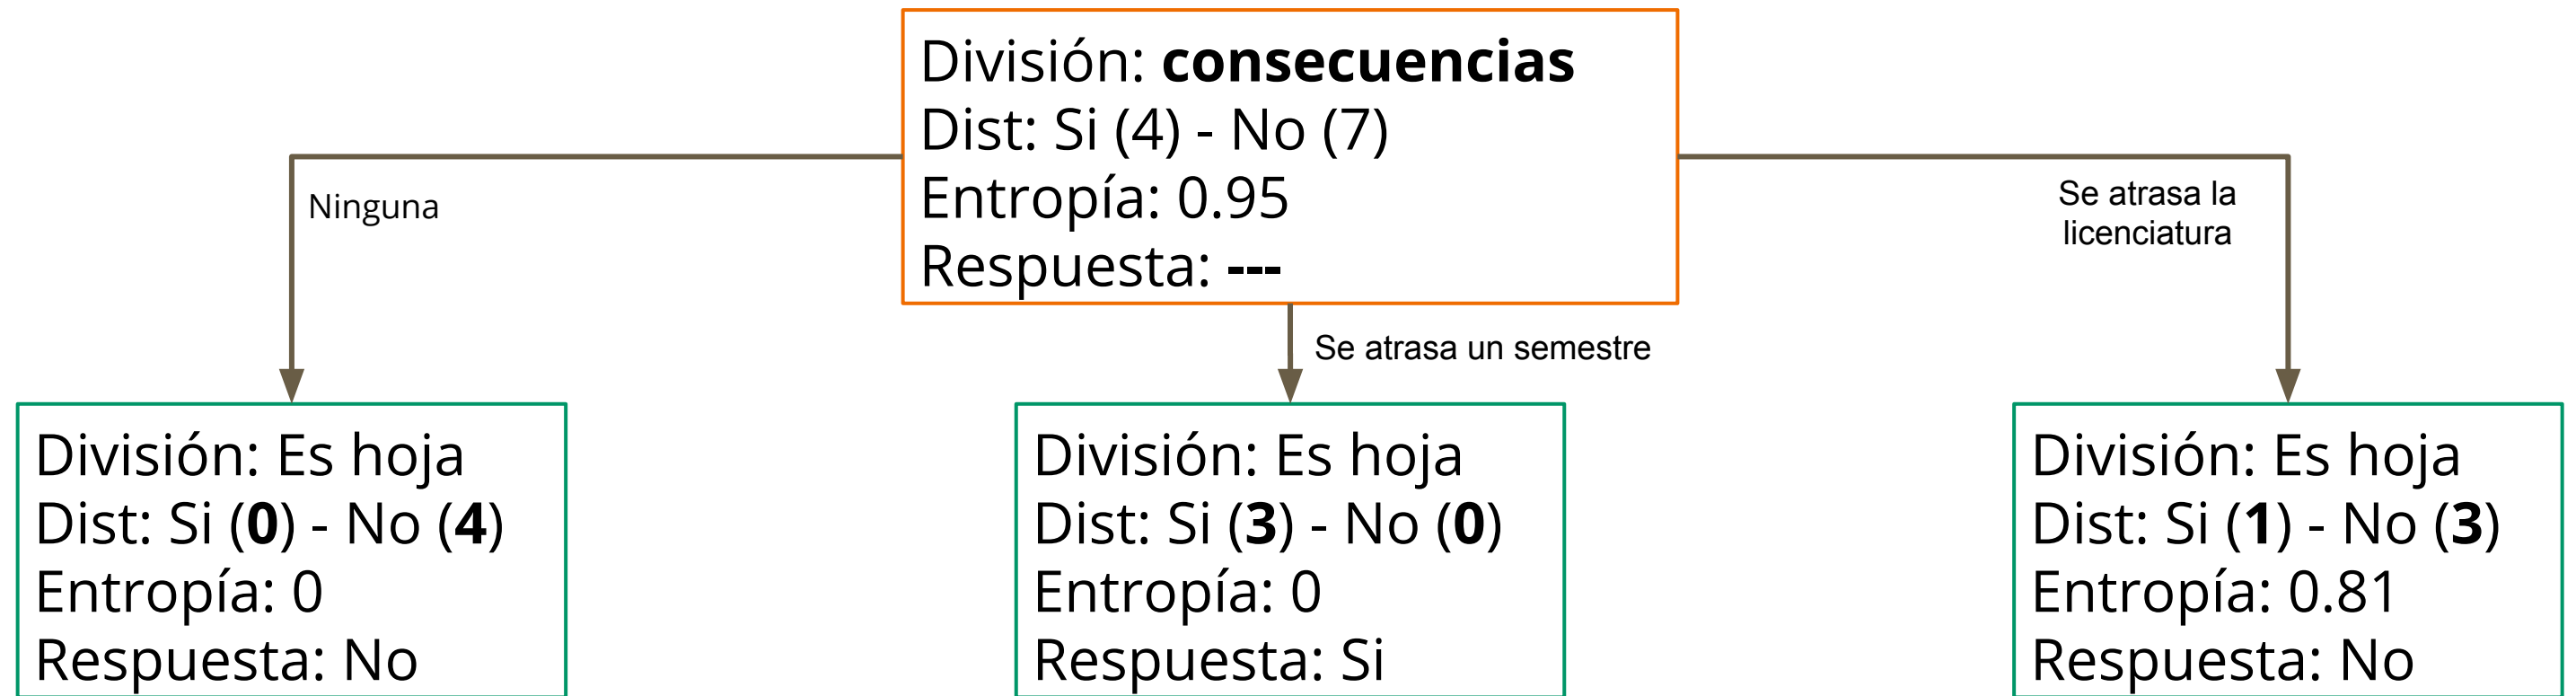 División: consecuencias
Dist: Si (4) - No (7)
Entropía: 0.95
Respuesta: ---
Ninguna
Se atrasa un semestre
Se atrasa la
licenciatura
División: Es hoja
Dist: Si (0) - No (4)
Entropía: 0
Respuesta: No
División: Es hoja
Dist: Si (3) - No (0)
Entropía: 0
Respuesta: Si
División: Es hoja
Dist: Si (1) - No (3)
Entropía: 0.81
Respuesta: No